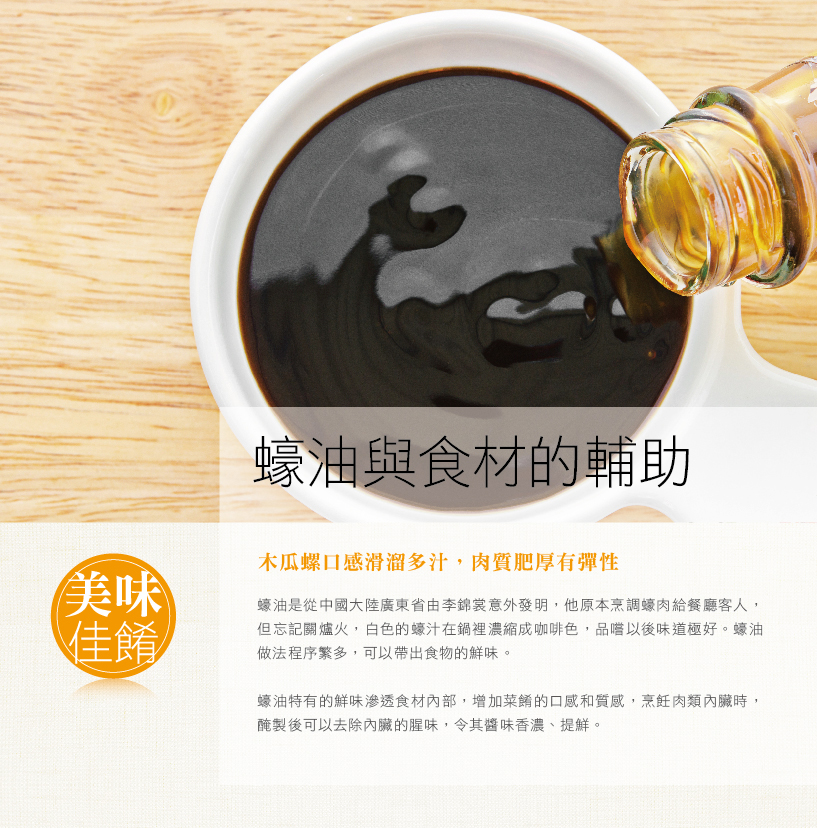 蠔油與食材的輔助
美味
佳餚
木瓜螺口感滑溜多汁，肉質肥厚有彈性
蠔油是從中國大陸廣東省由李錦裳意外發明，他原本烹調蠔肉給餐廳客人，
但忘記關爐火，白色的蠔汁在鍋裡濃縮成咖啡色，品嚐以後味道極好。蠔油
做法程序繁多，可以帶出食物的鮮味。
蠔油特有的鮮味滲透食材內部，增加菜餚的口感和質感，烹飪肉類內臟時，
醃製後可以去除內臟的腥味，令其醬味香濃、提鮮。